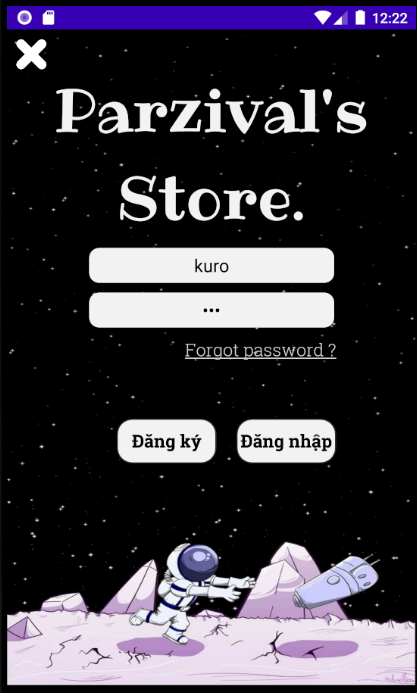 12:22
Parzival's
Store.
kuro
•••
Forgot password ?
Đăng ký
Đăng nhập